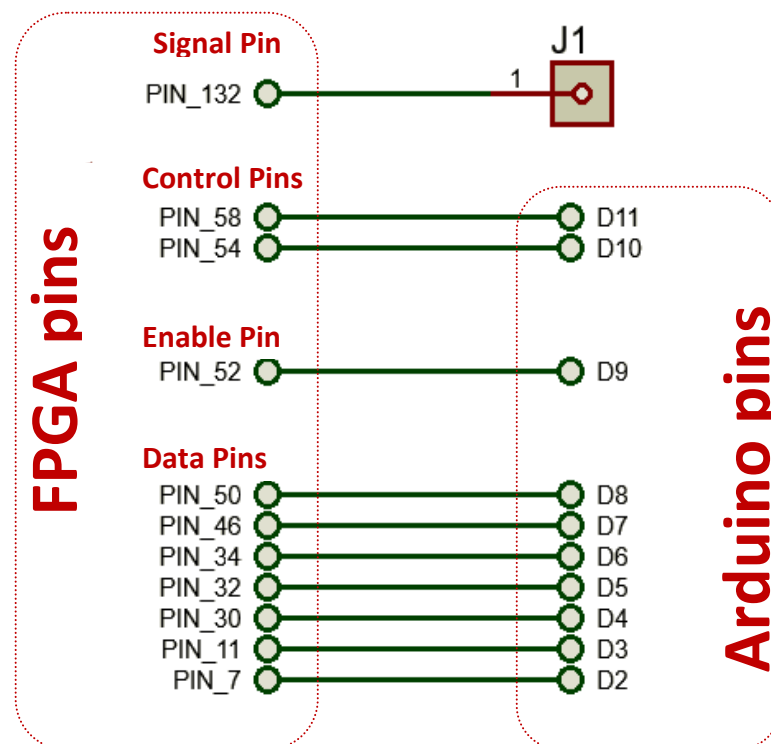 Signal Pin
J1
PIN_132
1
Control Pins
PIN_58
D11
PIN_54
D10
Enable Pin
PIN_52
D9
Data Pins
PIN_50
D8
PIN_46
D7
PIN_34
D6
PIN_32
D5
PIN_30
D4
PIN_11
D3
PIN_7
D2
FPGA pins
Arduino pins